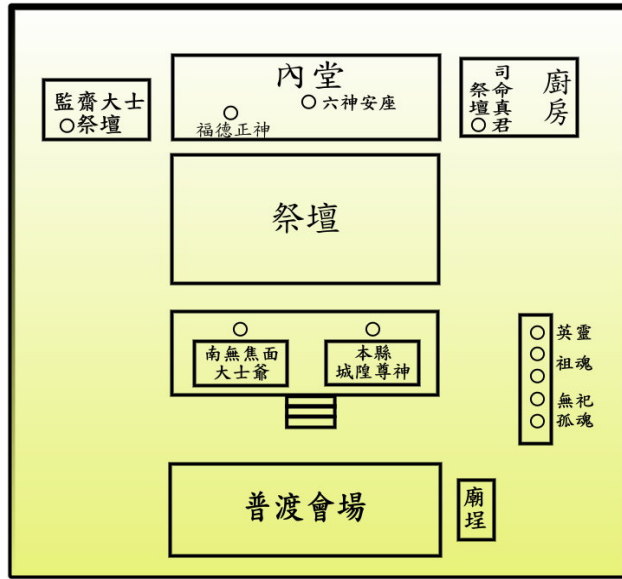 監齋大士
祭壇
內堂
六神安座
福德正神
廚房
司命真君
祭壇
祭壇
南無焦面
大士爺
本縣
城隍尊神
英靈
祖魂
無祀
孤魂
普渡會場
廟埕